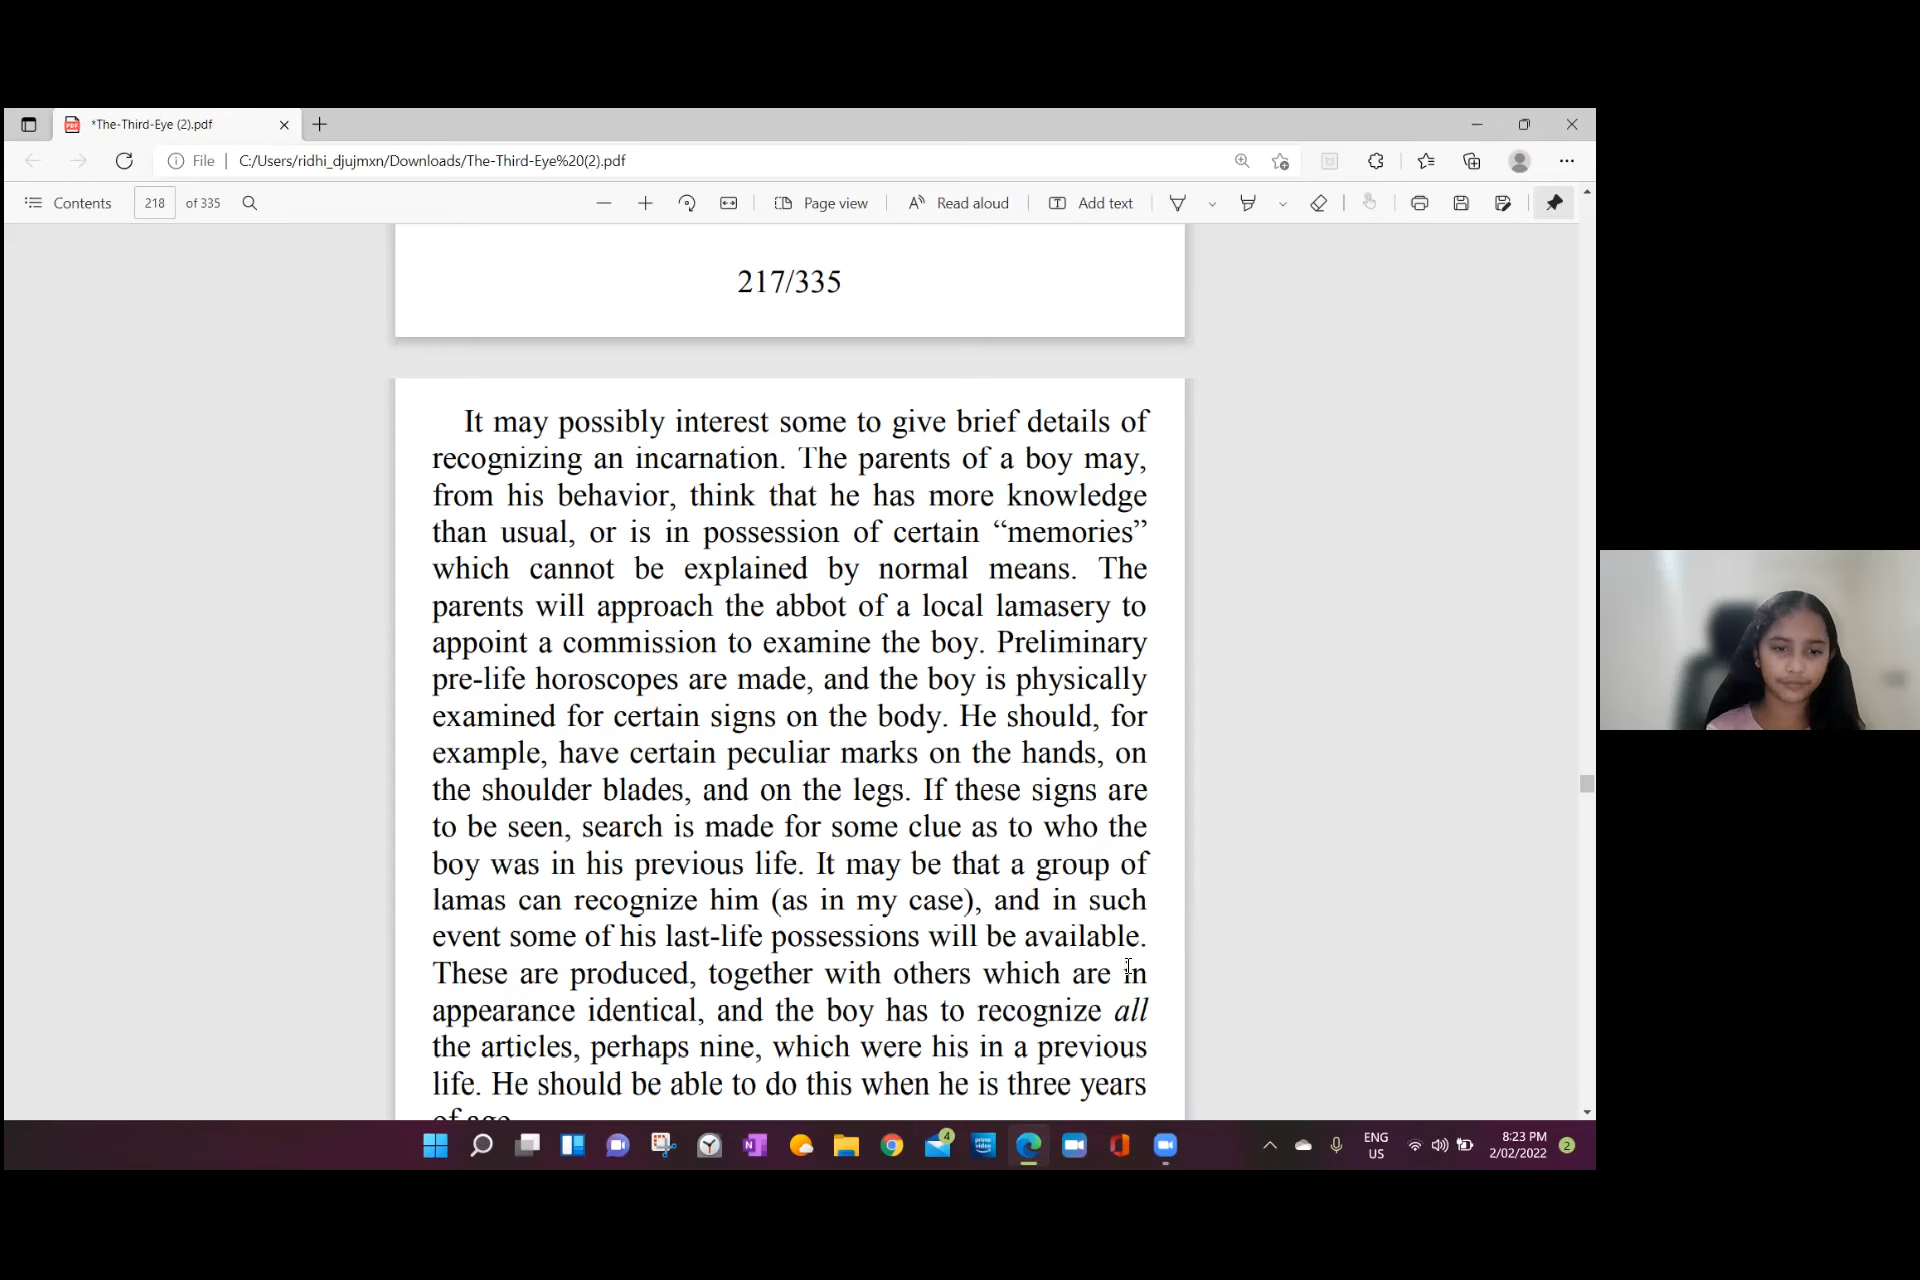 *The-Third-Eye (2).pdf
File
C:/Users/ridhi_djujmxn/Downloads/The-Third-Eye%20(2).pdf
Contents
218
of 335
Page view
Read aloud
Add text
217/335
It may possibly interest some to give brief details of
recognizing an incarnation. The parents of a boy may,
from his behavior, think that he has more knowledge
than usual, or is in possession of certain “memories”
which cannot be explained by normal means. The
parents will approach the abbot of a local lamasery to
appoint a commission to examine the boy. Preliminary
pre-life horoscopes are made, and the boy is physically
examined for certain signs on the body. He should, for
example, have certain peculiar marks on the hands, on
the shoulder blades, and on the legs. If these signs are
to be seen, search is made for some clue as to who the
boy was in his previous life. It may be that a group of
lamas can recognize him (as in my case), and in such
event some of his last-life possessions will be available.
These are produced, together with others which are in
appearance identical, and the boy has to recognize all
the articles, perhaps nine, which were his in a previous
life. He should be able to do this when he is three years
of age
4
prime video
ENG
US
8:23 PM
2/02/2022
2